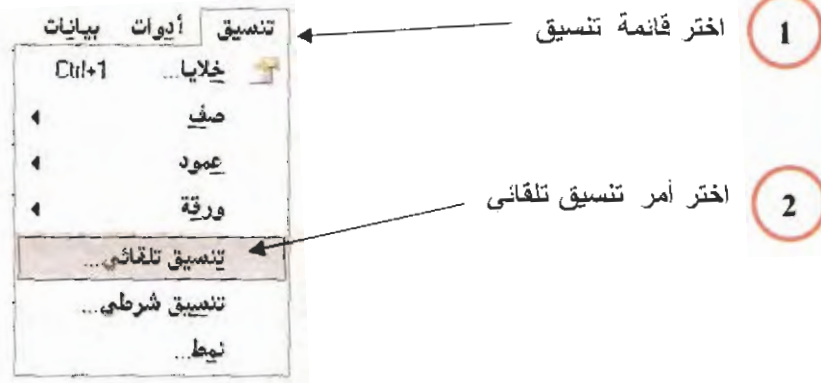 1 اختر قائمة تنسيق
تنسيق أدوات بيانات
خلايا... Ctrl+1
صف
عمود
ورقة
2 اختر أمر تنسيق تلقائى
تنسيق تلقائي...
تنسيق شرطي...
نمط...